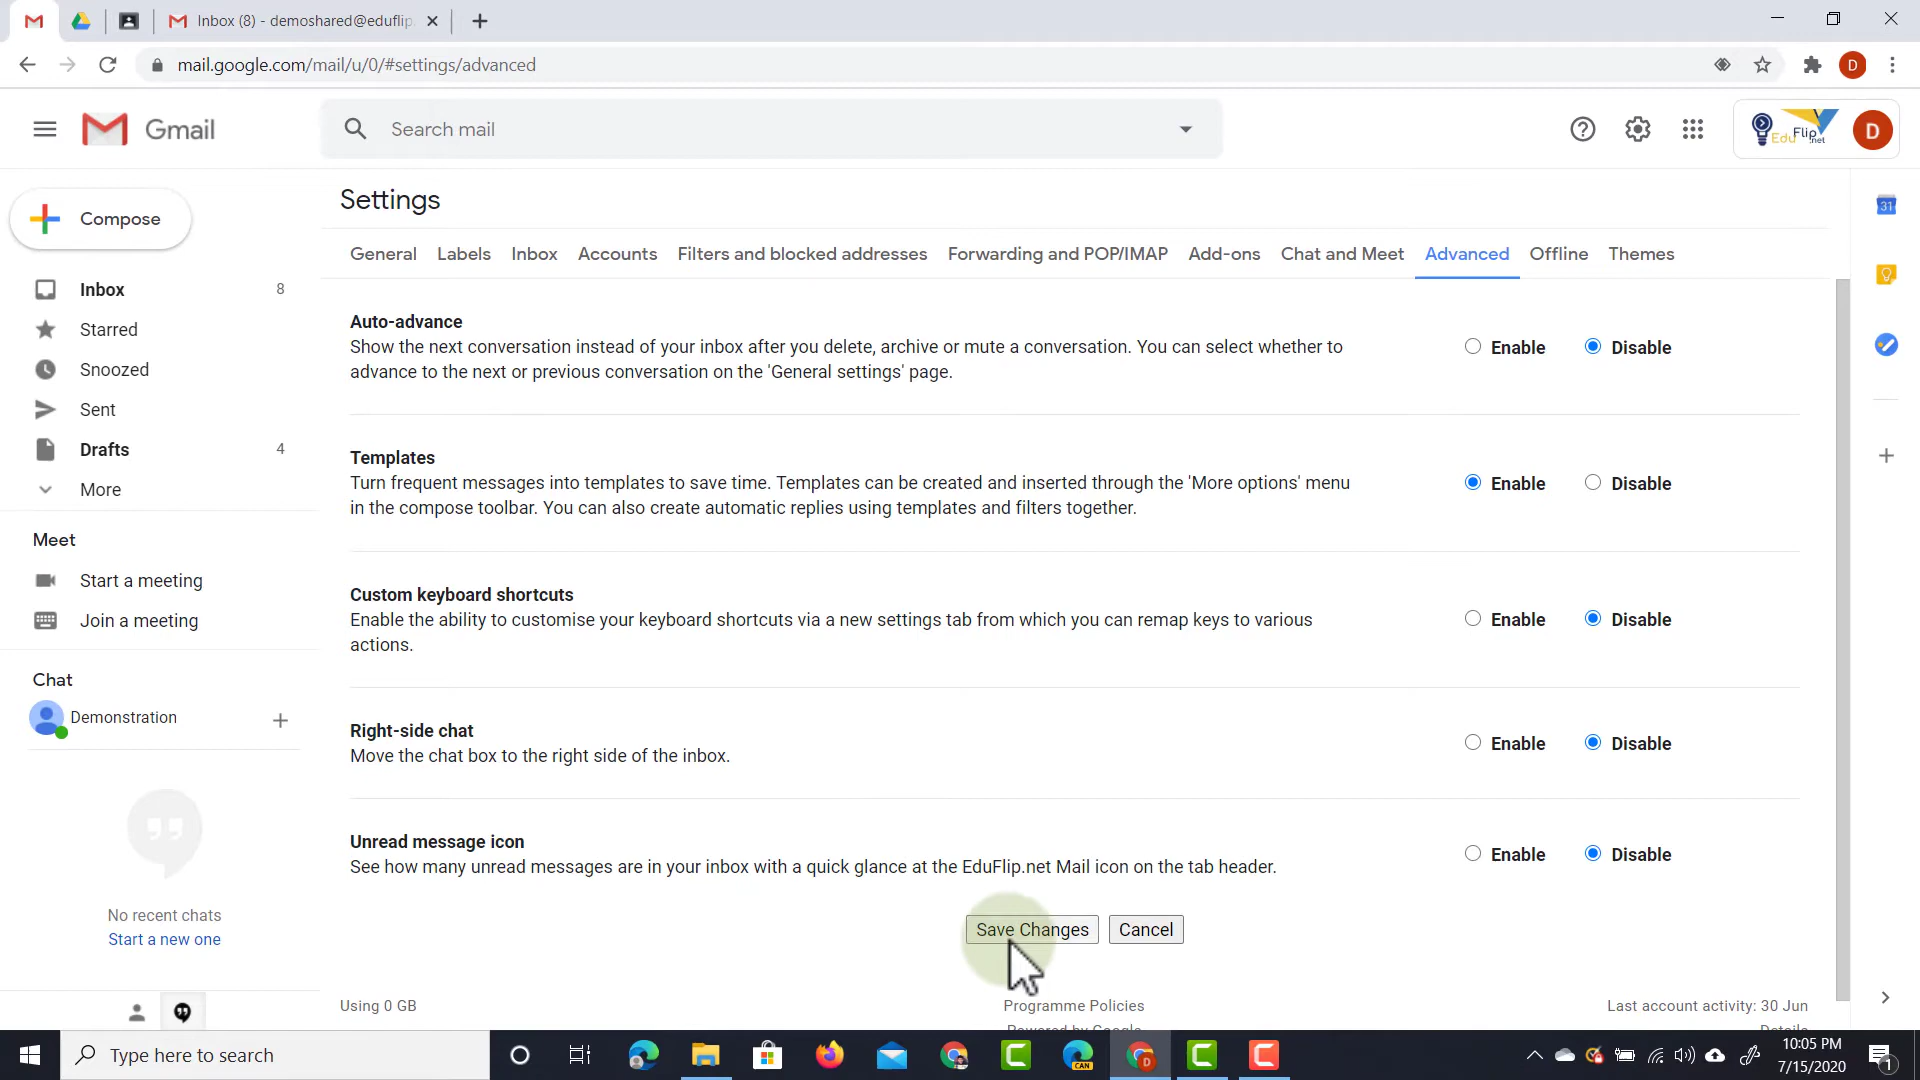 Inbox (8) - demoshared@eduflip
mail.google.com/mail/u/0/#settings/advanced
D
Gmail
Search mail
EduFlip.net
D
Compose
Inbox 8
Starred
Snoozed
Sent
Drafts 4
More
Meet
Start a meeting
Join a meeting
Chat
Demonstration
No recent chats
Start a new one
Settings
General Labels Inbox Accounts Filters and blocked addresses Forwarding and POP/IMAP Add-ons Chat and Meet Advanced Offline Themes
Auto-advance
Show the next conversation instead of your inbox after you delete, archive or mute a conversation. You can select whether to
advance to the next or previous conversation on the 'General settings' page.
Enable Disable
Templates
Turn frequent messages into templates to save time. Templates can be created and inserted through the 'More options' menu
in the compose toolbar. You can also create automatic replies using templates and filters together.
Enable Disable
Custom keyboard shortcuts
Enable the ability to customise your keyboard shortcuts via a new settings tab from which you can remap keys to various
actions.
Enable Disable
Right-side chat
Move the chat box to the right side of the inbox.
Enable Disable
Unread message icon
See how many unread messages are in your inbox with a quick glance at the EduFlip.net Mail icon on the tab header.
Enable Disable
Save Changes Cancel
Using 0 GB
Programme Policies
Powered by Google
Last account activity: 30 Jun
Details
31
Type here to search
CAN
D
10:05 PM
7/15/2020
1